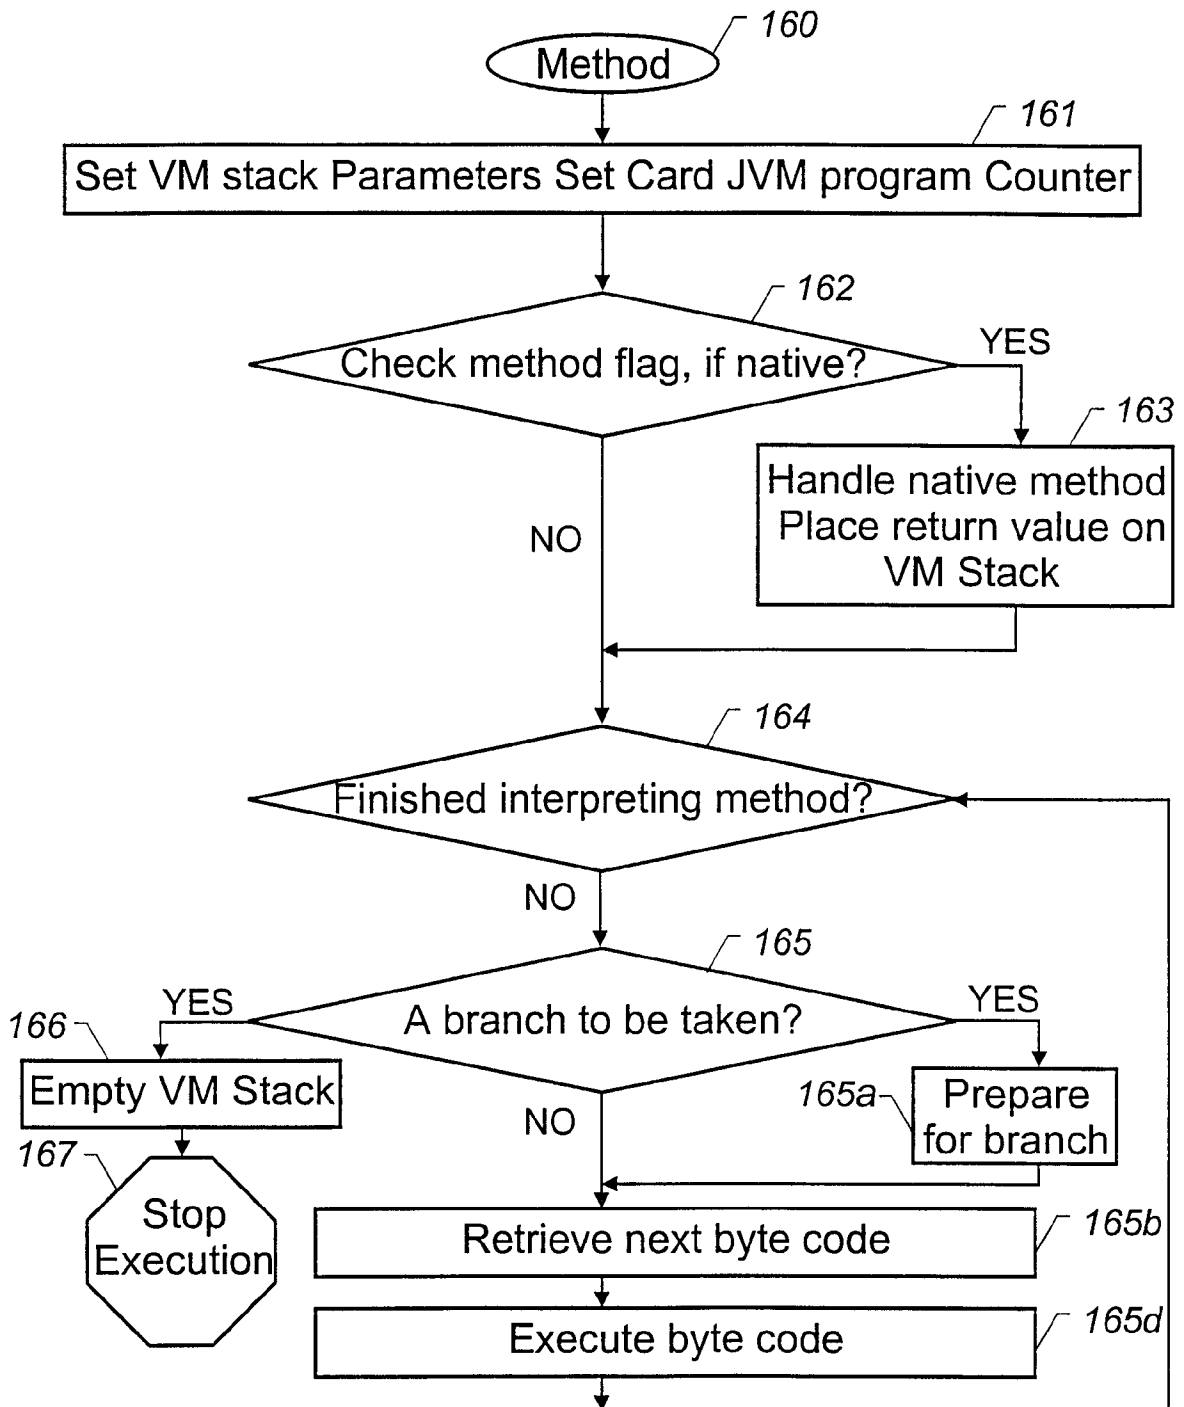 160
Method
161
Set VM stack Parameters Set Card JVM program Counter
162
Check method flag, if native?
YES
163
Handle native method
Place return value on
VM Stack
NO
164
Finished interpreting method?
NO
165
A branch to be taken?
YES
YES
166
Empty VM Stack
165a
Prepare
for branch
NO
167
Stop
Execution
165b
Retrieve next byte code
165d
Execute byte code